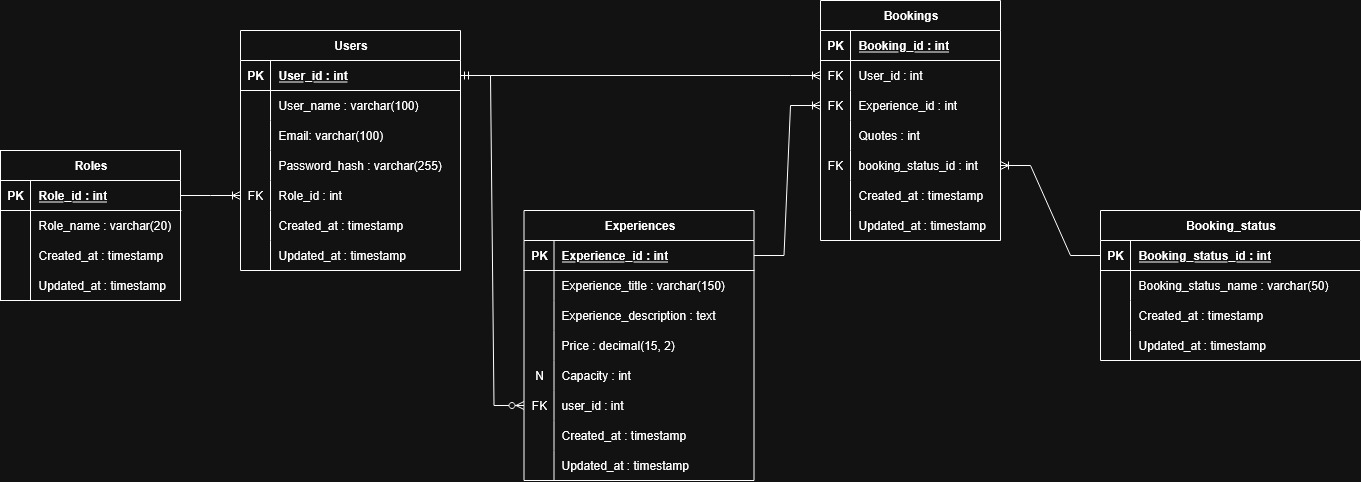 Roles
PK Role_id : int
Role_name : varchar(20)
Created_at : timestamp
Updated_at : timestamp
Users
PK User_id : int
User_name : varchar(100)
Email: varchar(100)
Password_hash : varchar(255)
FK Role_id : int
Created_at : timestamp
Updated_at : timestamp
Experiences
PK Experience_id : int
Experience_title : varchar(150)
Experience_description : text
Price : decimal(15, 2)
N Capacity : int
FK user_id : int
Created_at : timestamp
Updated_at : timestamp
Bookings
PK Booking_id : int
FK User_id : int
FK Experience_id : int
Quotes : int
FK booking_status_id : int
Created_at : timestamp
Updated_at : timestamp
Booking_status
PK Booking_status_id : int
Booking_status_name : varchar(50)
Created_at : timestamp
Updated_at : timestamp